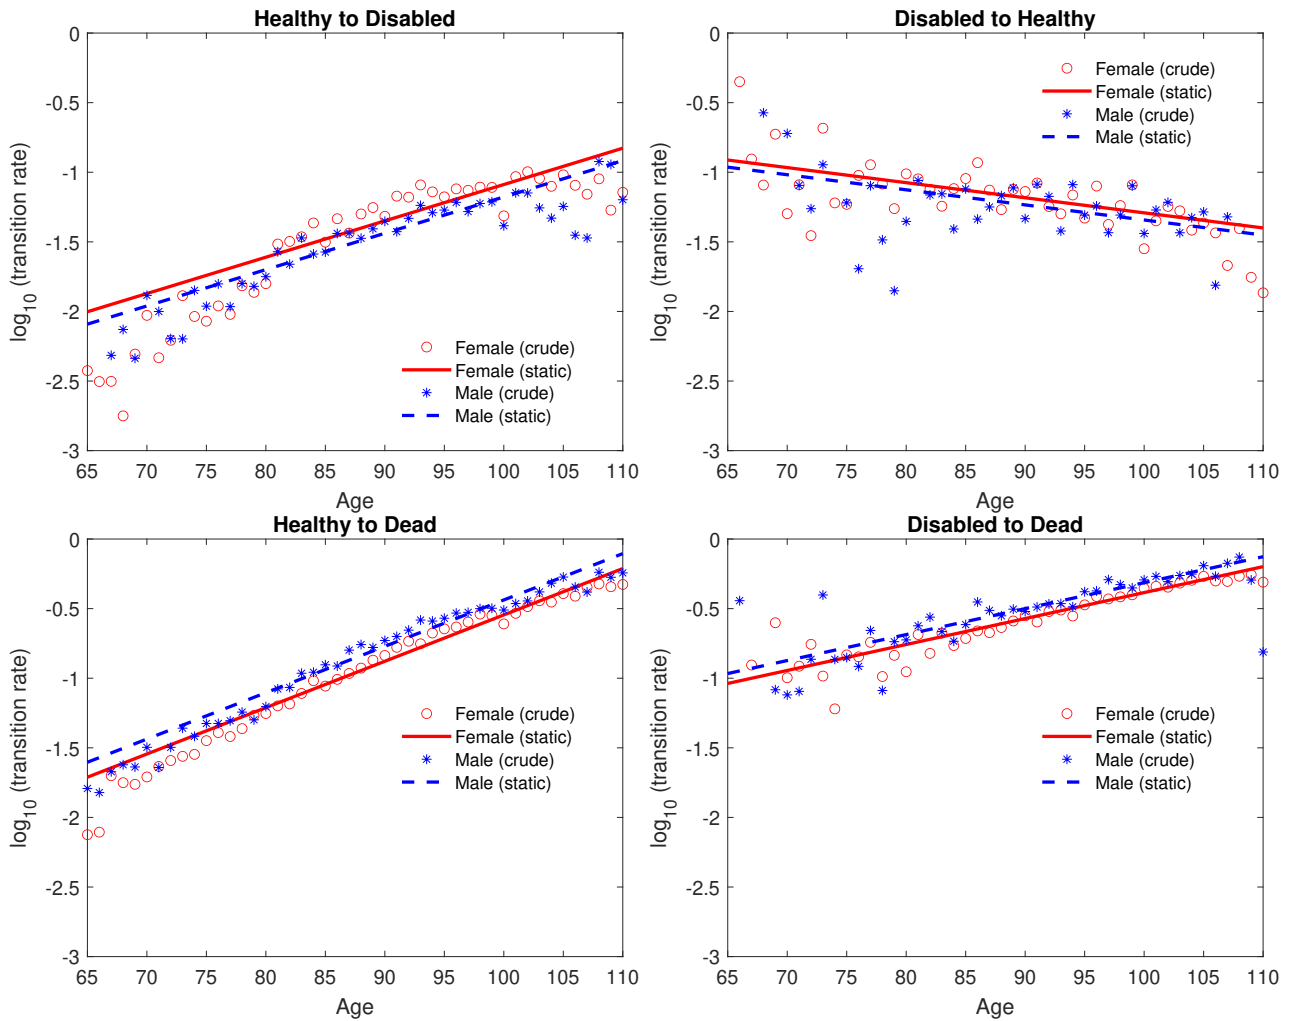 Healthy to Disabled
0
-0.5
-1
-1.5
-2
-2.5
-3
log10 (transition rate)
Female (crude)
Female (static)
Male (crude)
Male (static)
65 70 75 80 85 90 95 100 105 110
Age
Disabled to Healthy
0
-0.5
-1
-1.5
-2
-2.5
-3
log10 (transition rate)
Female (crude)
Female (static)
Male (crude)
Male (static)
65 70 75 80 85 90 95 100 105 110
Age
Healthy to Dead
0
-0.5
-1
-1.5
-2
-2.5
-3
log10 (transition rate)
Female (crude)
Female (static)
Male (crude)
Male (static)
65 70 75 80 85 90 95 100 105 110
Age
Disabled to Dead
0
-0.5
-1
-1.5
-2
-2.5
-3
log10 (transition rate)
Female (crude)
Female (static)
Male (crude)
Male (static)
65 70 75 80 85 90 95 100 105 110
Age